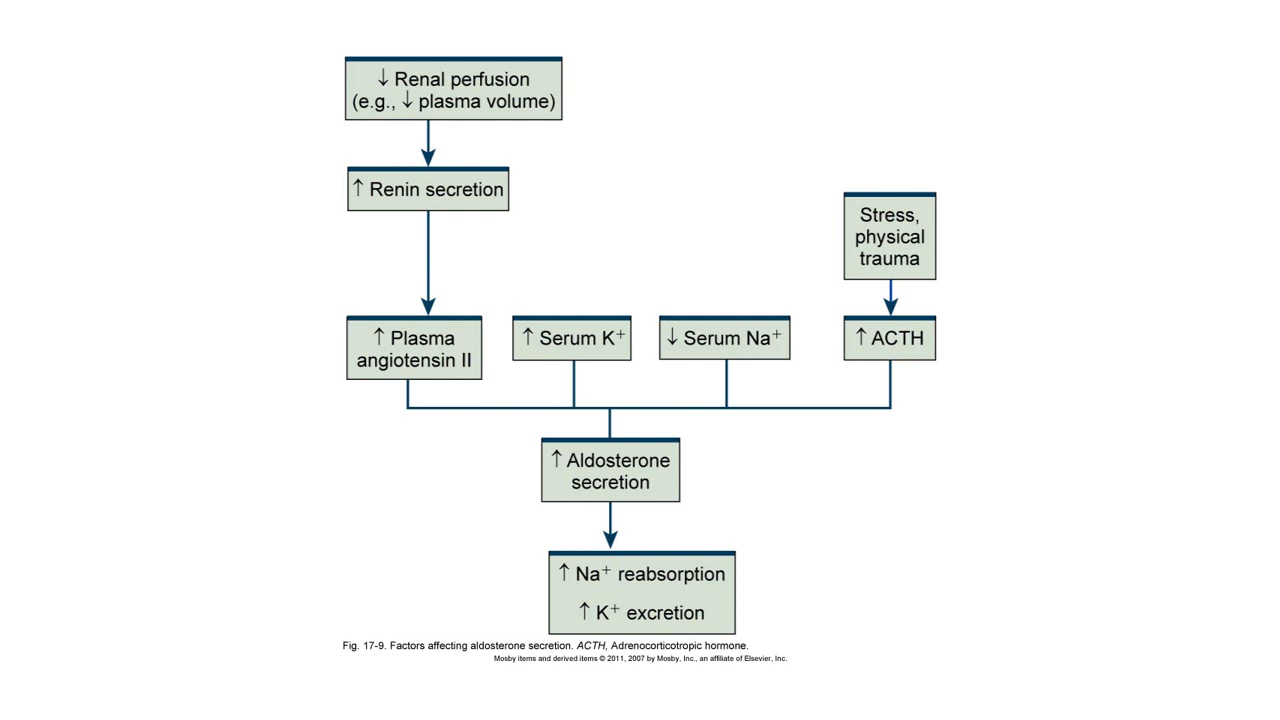 ↓ Renal perfusion
(e.g., ↓ plasma volume)
↑ Renin secretion
Stress,
physical
trauma
↑ Plasma
angiotensin II
↑ Serum K⁺
↓ Serum Na⁺
↑ ACTH
↑ Aldosterone
secretion
↑ Na⁺ reabsorption
↑ K⁺ excretion
Fig. 17-9. Factors affecting aldosterone secretion. ACTH, Adrenocorticotropic hormone.
Mosby items and derived items © 2011, 2007 by Mosby, Inc., an affiliate of Elsevier, Inc.